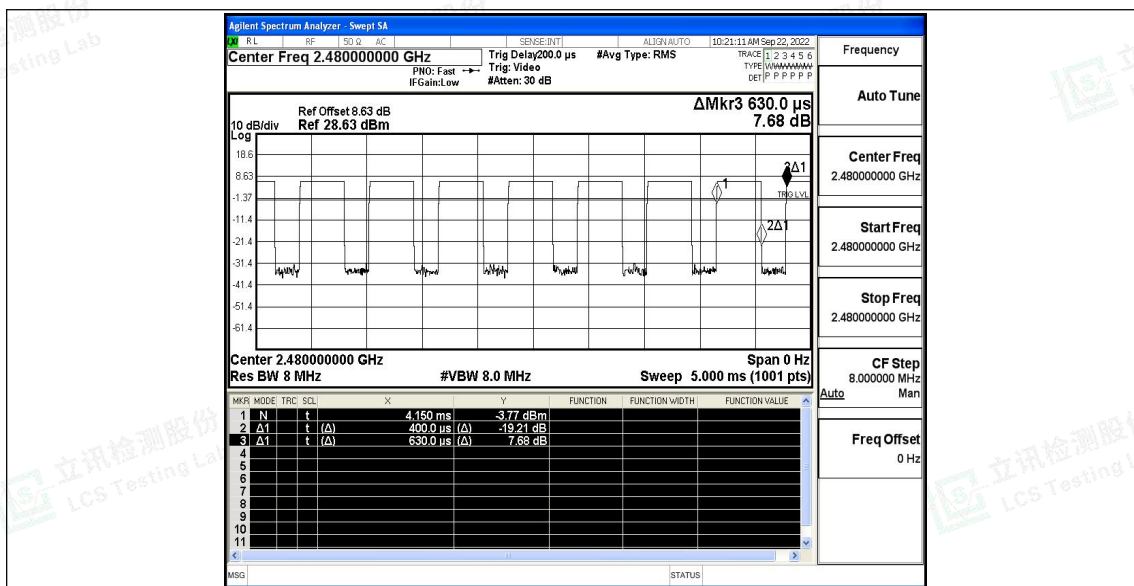 Agilent Spectrum Analyzer - Swept SA
RL RF 50 Ω AC SENSE:INT ALIGN AUTO 10:21:11 AM Sep 22, 2022
Center Freq 2.480000000 GHz
PNO: Fast
IFGain:Low
Trig Delay200.0 µs
Trig: Video
#Atten: 30 dB
#Avg Type: RMS
TRACE 1 2 3 4 5 6
TYPE
DET P P P P P P
Ref Offset 8.63 dB
10 dB/div Ref 28.63 dBm
Log
ΔMkr3 630.0 µs
7.68 dB
18.6
8.63
-1.37
-11.4
-21.4
-31.4
-41.4
-51.4
-61.4
3Δ1
1
TRIG LVL
2Δ1
Center 2.480000000 GHz Span 0 Hz
Res BW 8 MHz #VBW 8.0 MHz Sweep 5.000 ms (1001 pts)
MKR MODE TRC SCL X Y FUNCTION FUNCTION WIDTH FUNCTION VALUE
1 N t 4.150 ms -3.77 dBm
2 Δ1 t (Δ) 400.0 µs (Δ) -19.21 dB
3 Δ1 t (Δ) 630.0 µs (Δ) 7.68 dB
4
5
6
7
8
9
10
11
MSG STATUS
Frequency
Auto Tune
Center Freq
2.480000000 GHz
Start Freq
2.480000000 GHz
Stop Freq
2.480000000 GHz
CF Step
8.000000 MHz
Auto Man
Freq Offset
0 Hz
立讯检测股份
LCS Testing Lab
立讯检测股份
LCS Testing